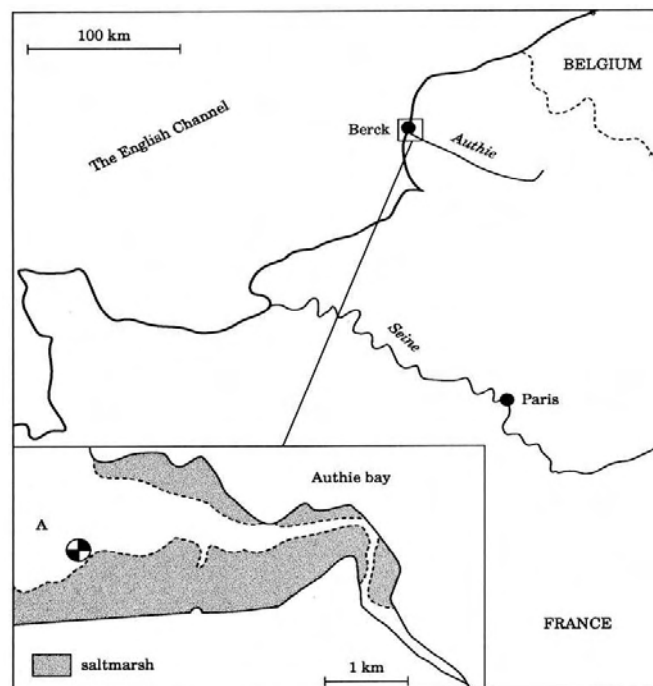 100 km
BELGIUM
The English Channel
Berck
Authie
Seine
Paris
Authie bay
A
FRANCE
saltmarsh
1 km